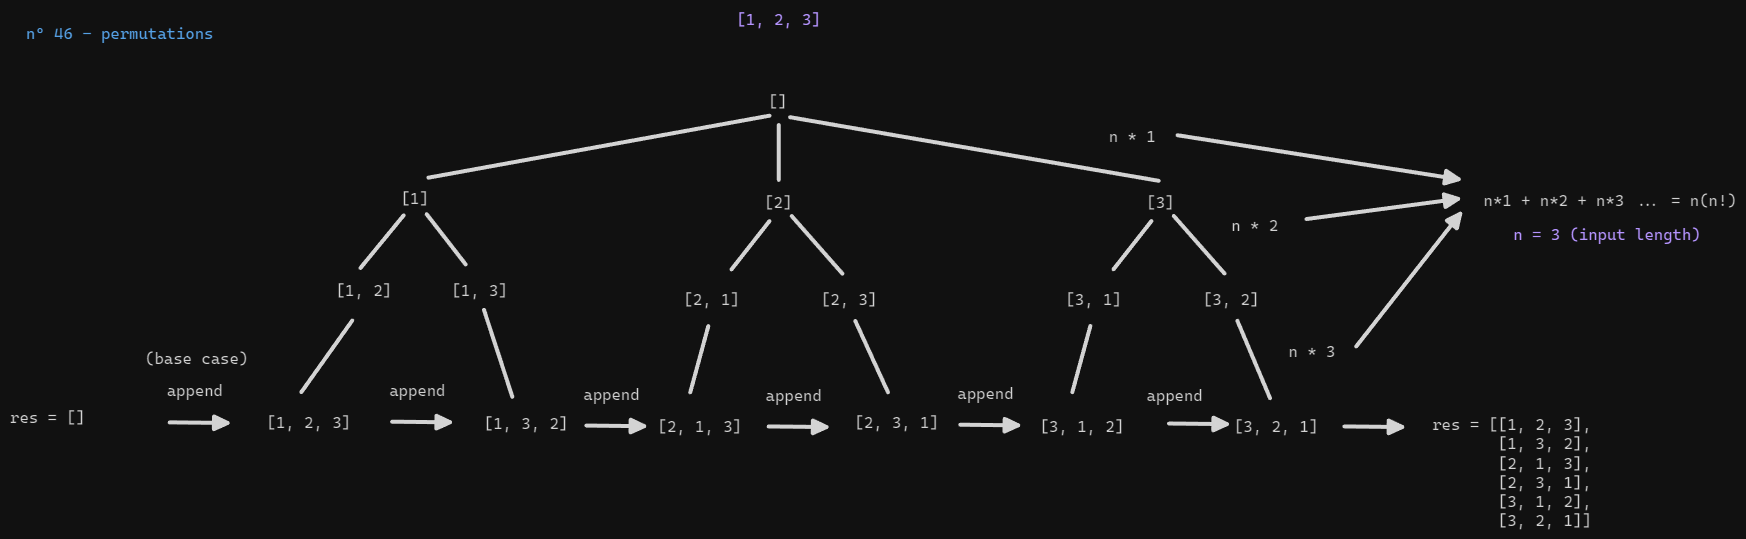 [1, 2, 3]
n° 46 - permutations
[]
n * 1
[1]
[2]
[3]
n*1 + n*2 + n*3 ... = n(n!)
n * 2
n = 3 (input length)
[1, 2]
[1, 3]
[2, 1]
[2, 3]
[3, 1]
[3, 2]
n * 3
(base case)
append
append
append
append
append
append
res = []
[1, 2, 3]
[1, 3, 2]
[2, 1, 3]
[2, 3, 1]
[3, 1, 2]
[3, 2, 1]
res = [[1, 2, 3],
[1, 3, 2],
[2, 1, 3],
[2, 3, 1],
[3, 1, 2],
[3, 2, 1]]